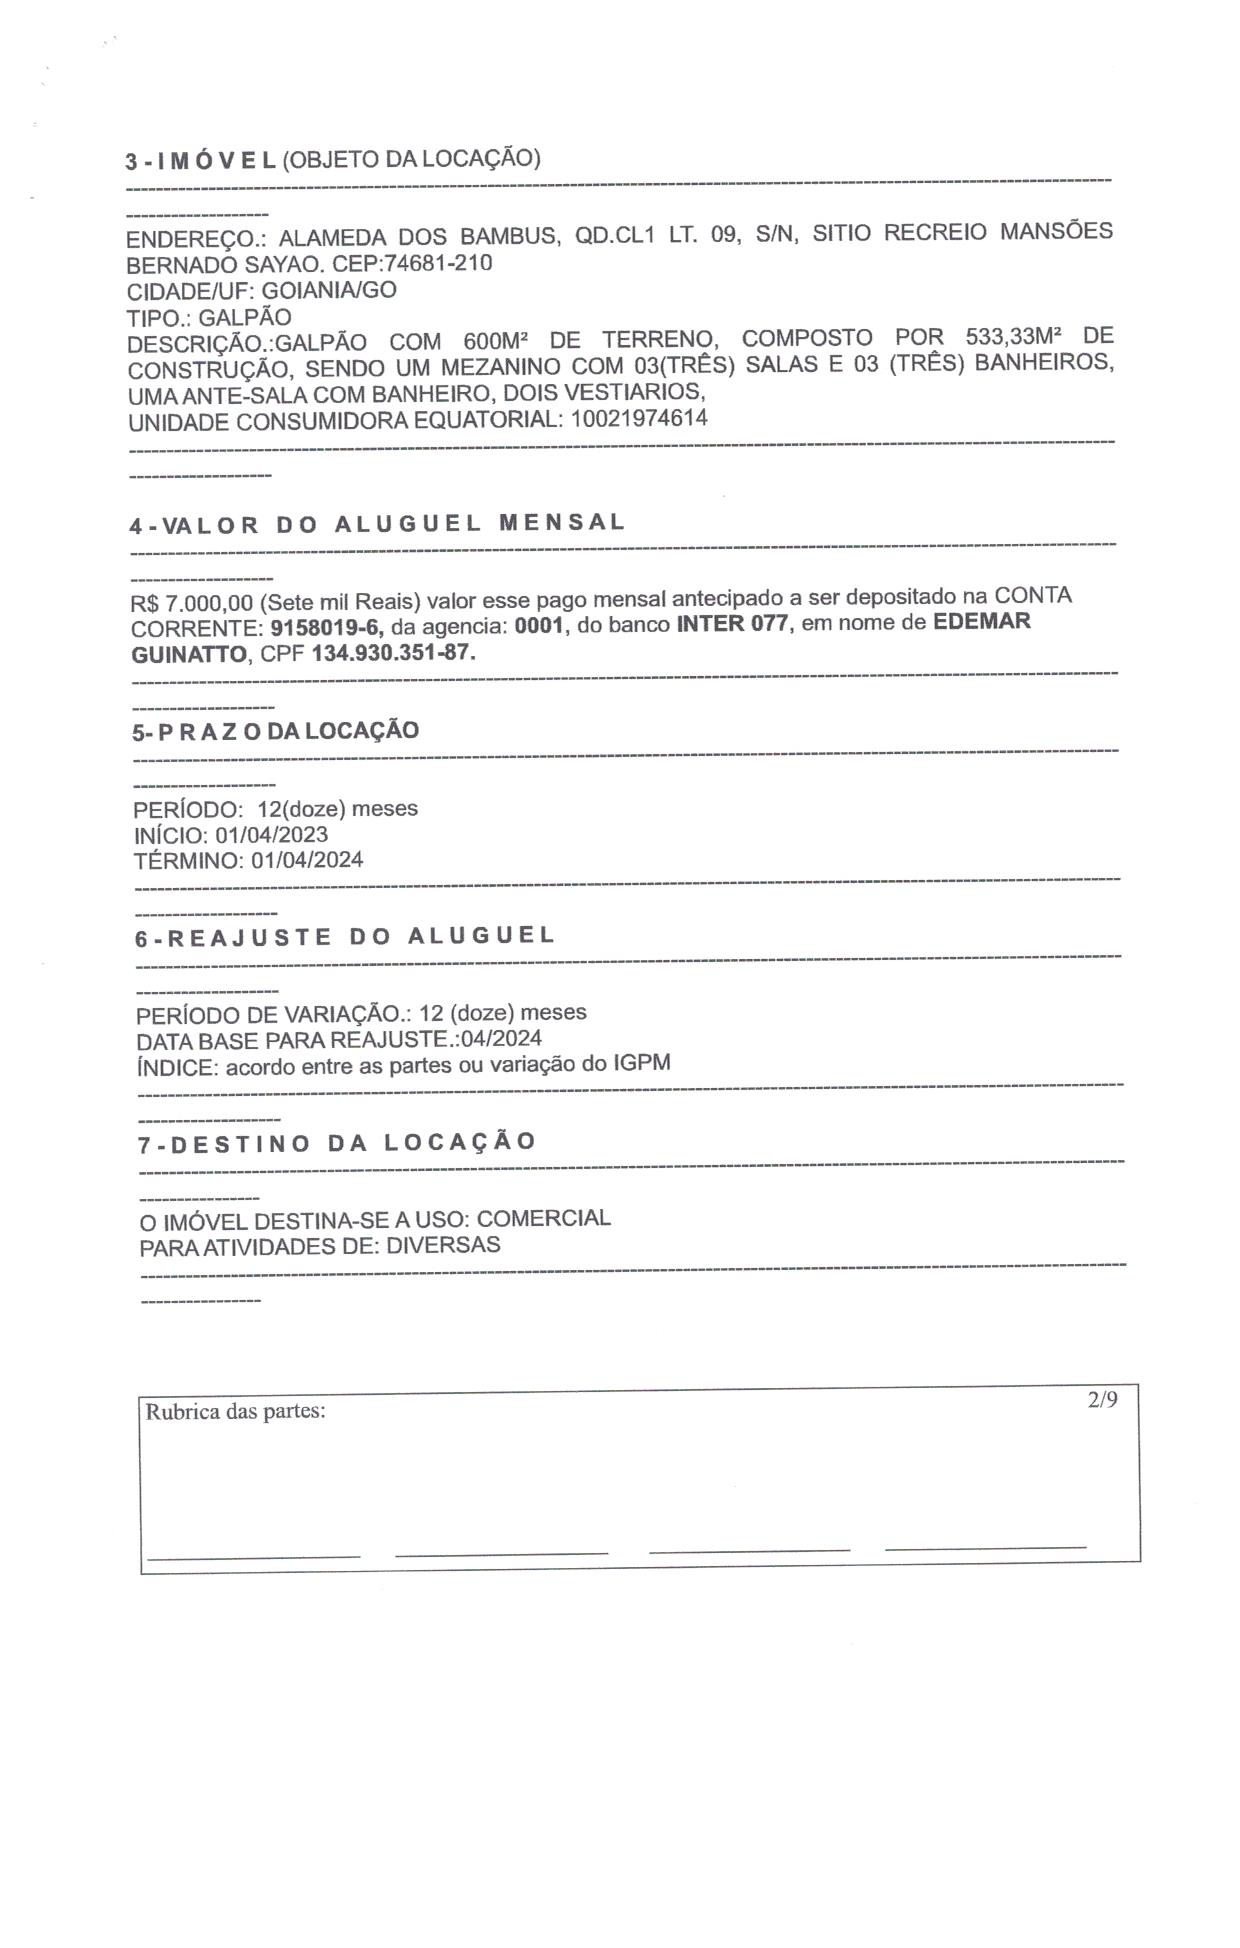 3 - I M Ó V E L (OBJETO DA LOCAÇÃO)
ENDEREÇO.: ALAMEDA DOS BAMBUS, QD.CL1 LT. 09, S/N, SITIO RECREIO MANSÕES
BERNADO SAYAO. CEP:74681-210
CIDADE/UF: GOIANIA/GO
TIPO.: GALPÃO
DESCRIÇÃO.:GALPÃO COM 600M² DE TERRENO, COMPOSTO POR 533,33M² DE
CONSTRUÇÃO, SENDO UM MEZANINO COM 03(TRÊS) SALAS E 03 (TRÊS) BANHEIROS,
UMA ANTE-SALA COM BANHEIRO, DOIS VESTIARIOS,
UNIDADE CONSUMIDORA EQUATORIAL: 10021974614
4 - VA L O R D O A L U G U E L M E N S A L
R$ 7.000,00 (Sete mil Reais) valor esse pago mensal antecipado a ser depositado na CONTA
CORRENTE: 9158019-6, da agencia: 0001, do banco INTER 077, em nome de EDEMAR
GUINATTO, CPF 134.930.351-87.
5- P R A Z O DA LOCAÇÃO
PERÍODO: 12(doze) meses
INÍCIO: 01/04/2023
TÉRMINO: 01/04/2024
6 - R E A J U S T E D O A L U G U E L
PERÍODO DE VARIAÇÃO.: 12 (doze) meses
DATA BASE PARA REAJUSTE.:04/2024
ÍNDICE: acordo entre as partes ou variação do IGPM
7 - D E S T I N O D A L O C A Ç Ã O
O IMÓVEL DESTINA-SE A USO: COMERCIAL
PARA ATIVIDADES DE: DIVERSAS
2/9
Rubrica das partes: